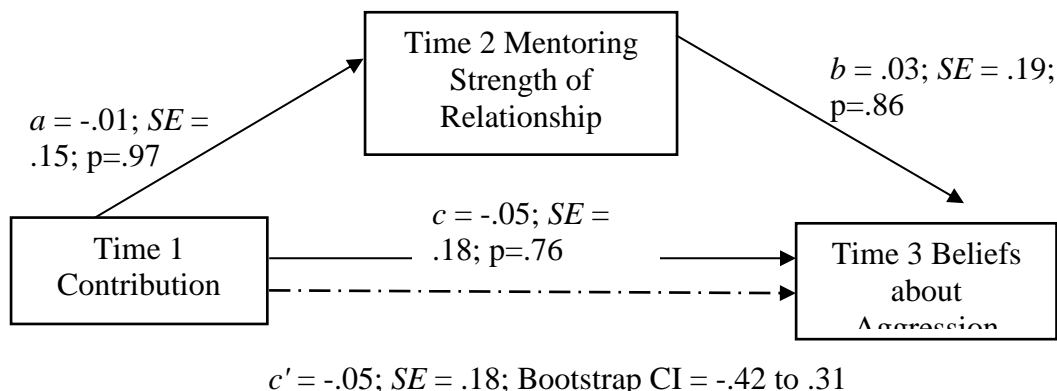 Time 2 Mentoring
Strength of
Relationship
b = .03; SE = .19;
p=.86
a = -.01; SE =
.15; p=.97
c = -.05; SE =
.18; p=.76
Time 1
Contribution
Time 3 Beliefs
about
Aggression
c' = -.05; SE = .18; Bootstrap CI = -.42 to .31